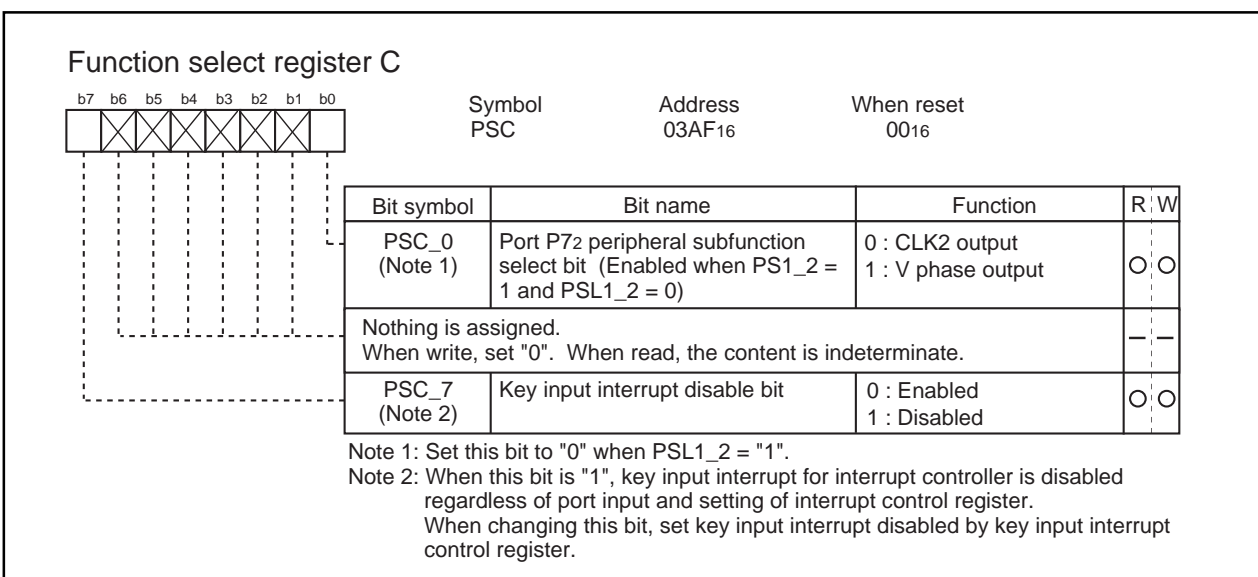 Function select register C
b7 b6 b5 b4 b3 b2 b1 b0
Symbol Address When reset
PSC 03AF16 0016
Bit symbol Bit name Function R W
PSC_0 Port P72 peripheral subfunction 0 : CLK2 output
(Note 1) select bit (Enabled when PS1_2 = 1 : V phase output
1 and PSL1_2 = 0)
Nothing is assigned.
When write, set "0". When read, the content is indeterminate.
PSC_7 Key input interrupt disable bit 0 : Enabled
(Note 2) 1 : Disabled
Note 1: Set this bit to "0" when PSL1_2 = "1".
Note 2: When this bit is "1", key input interrupt for interrupt controller is disabled
regardless of port input and setting of interrupt control register.
When changing this bit, set key input interrupt disabled by key input interrupt
control register.